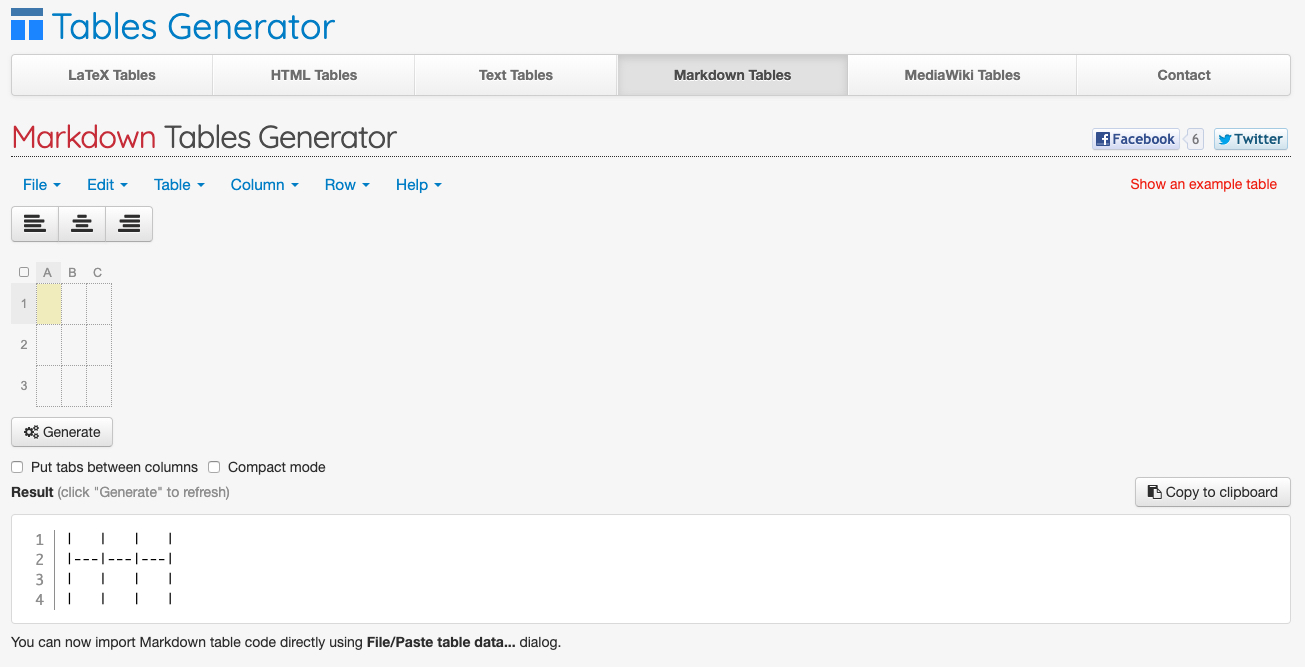 Tables Generator
LaTeX Tables HTML Tables Text Tables Markdown Tables MediaWiki Tables Contact
Markdown Tables Generator
Facebook 6 Twitter
File Edit Table Column Row Help Show an example table
A B C
1
2
3
Generate
Put tabs between columns Compact mode
Result (click "Generate" to refresh) Copy to clipboard
1 |   |   |   |
2 |---|---|---|
3 |   |   |   |
4 |   |   |   |
You can now import Markdown table code directly using File/Paste table data... dialog.